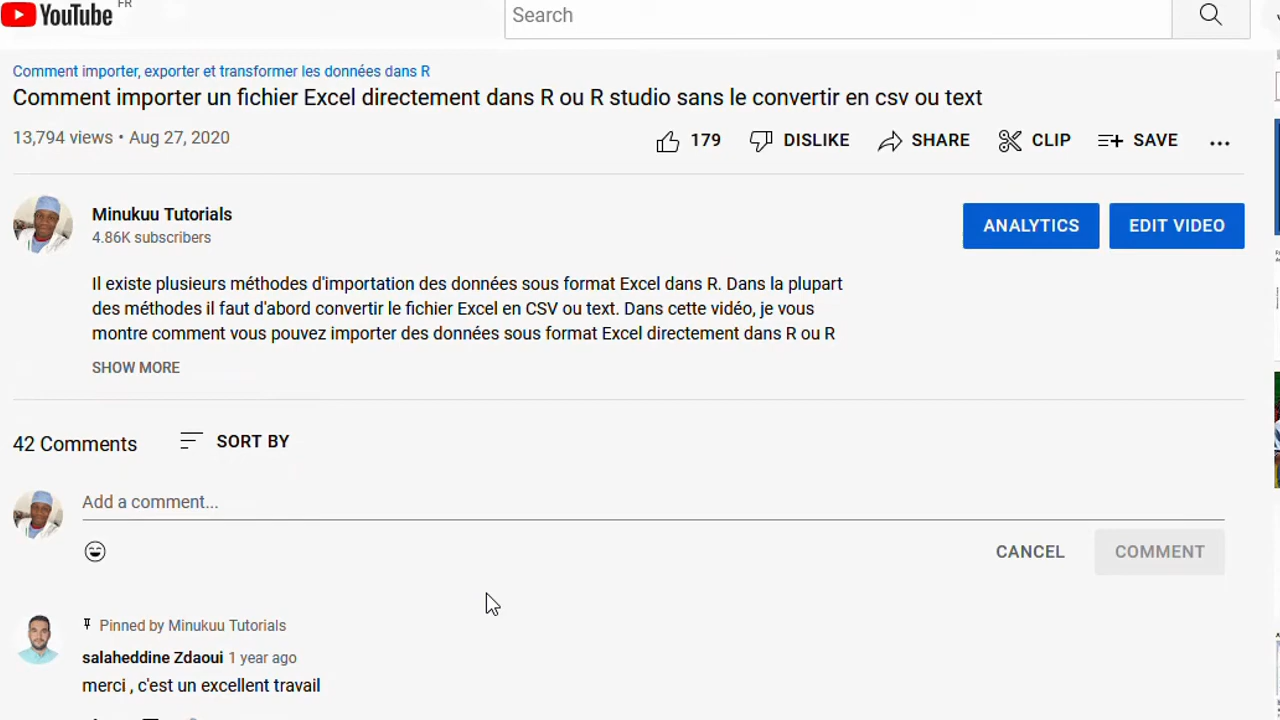 YouTube FR
Search
Comment importer, exporter et transformer les données dans R
Comment importer un fichier Excel directement dans R ou R studio sans le convertir en csv ou text
13,794 views • Aug 27, 2020
179 DISLIKE SHARE CLIP SAVE ...
Minukuu Tutorials
4.86K subscribers
ANALYTICS EDIT VIDEO
Il existe plusieurs méthodes d'importation des données sous format Excel dans R. Dans la plupart
des méthodes il faut d'abord convertir le fichier Excel en CSV ou text. Dans cette vidéo, je vous
montre comment vous pouvez importer des données sous format Excel directement dans R ou R
SHOW MORE
42 Comments SORT BY
Add a comment...
CANCEL COMMENT
Pinned by Minukuu Tutorials
salaheddine Zdaoui 1 year ago
merci , c'est un excellent travail